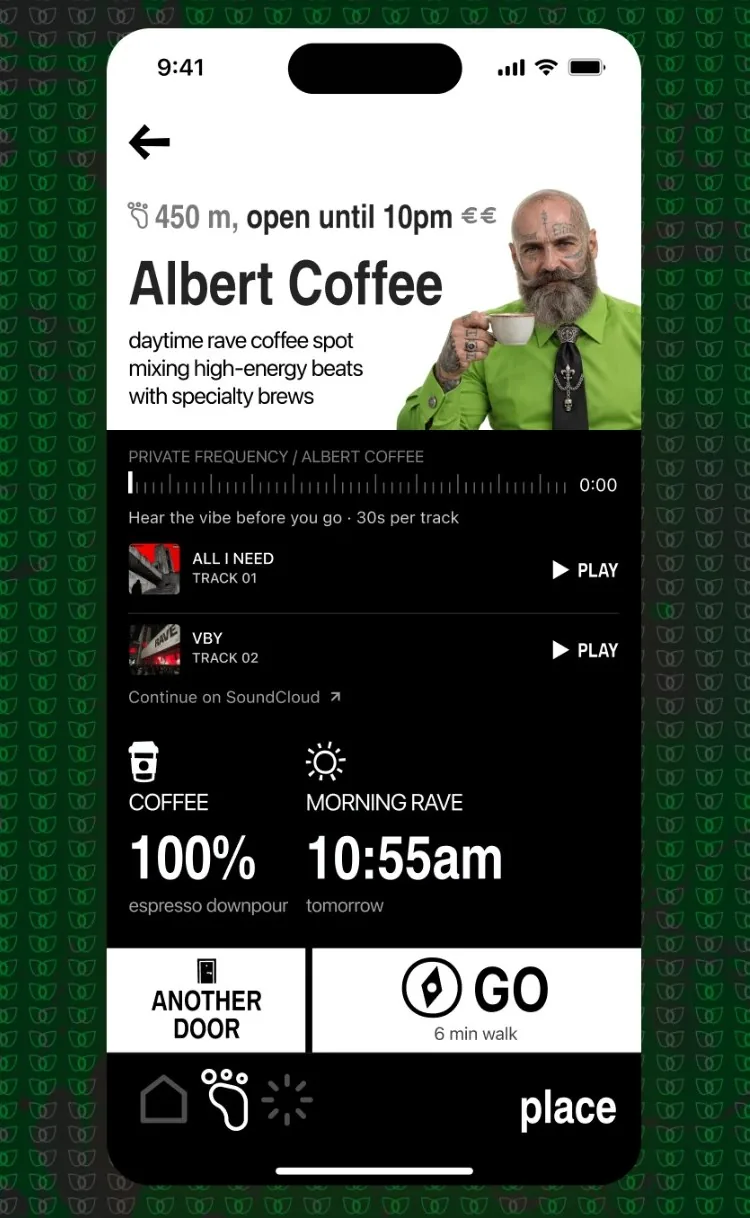 9:41
450 m, open until 10pm €€
Albert Coffee
daytime rave coffee spot
mixing high-energy beats
with specialty brews
PRIVATE FREQUENCY / ALBERT COFFEE
0:00
Hear the vibe before you go · 30s per track
ALL I NEED
TRACK 01
PLAY
RAVE
VBY
TRACK 02
PLAY
Continue on SoundCloud
COFFEE
MORNING RAVE
100%
10:55am
espresso downpour
tomorrow
ANOTHER
DOOR
GO
6 min walk
place